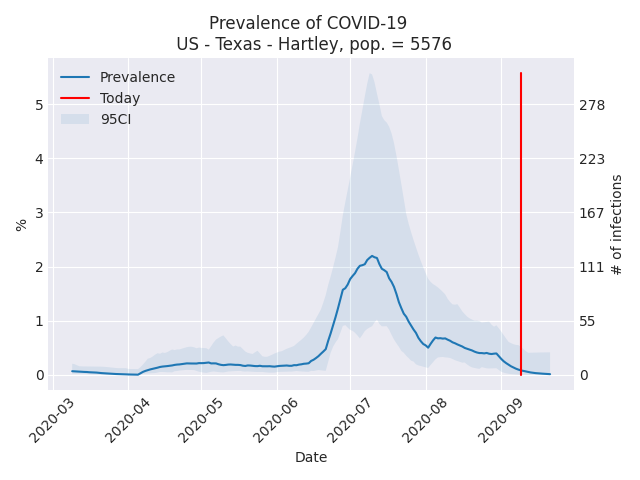 Prevalence of COVID-19
US - Texas - Hartley, pop. = 5576
Prevalence
Today
95CI
%
5
4
3
2
1
0
278
223
167
111
55
0
# of infections
2020-03
2020-04
2020-05
2020-06
2020-07
2020-08
2020-09
Date